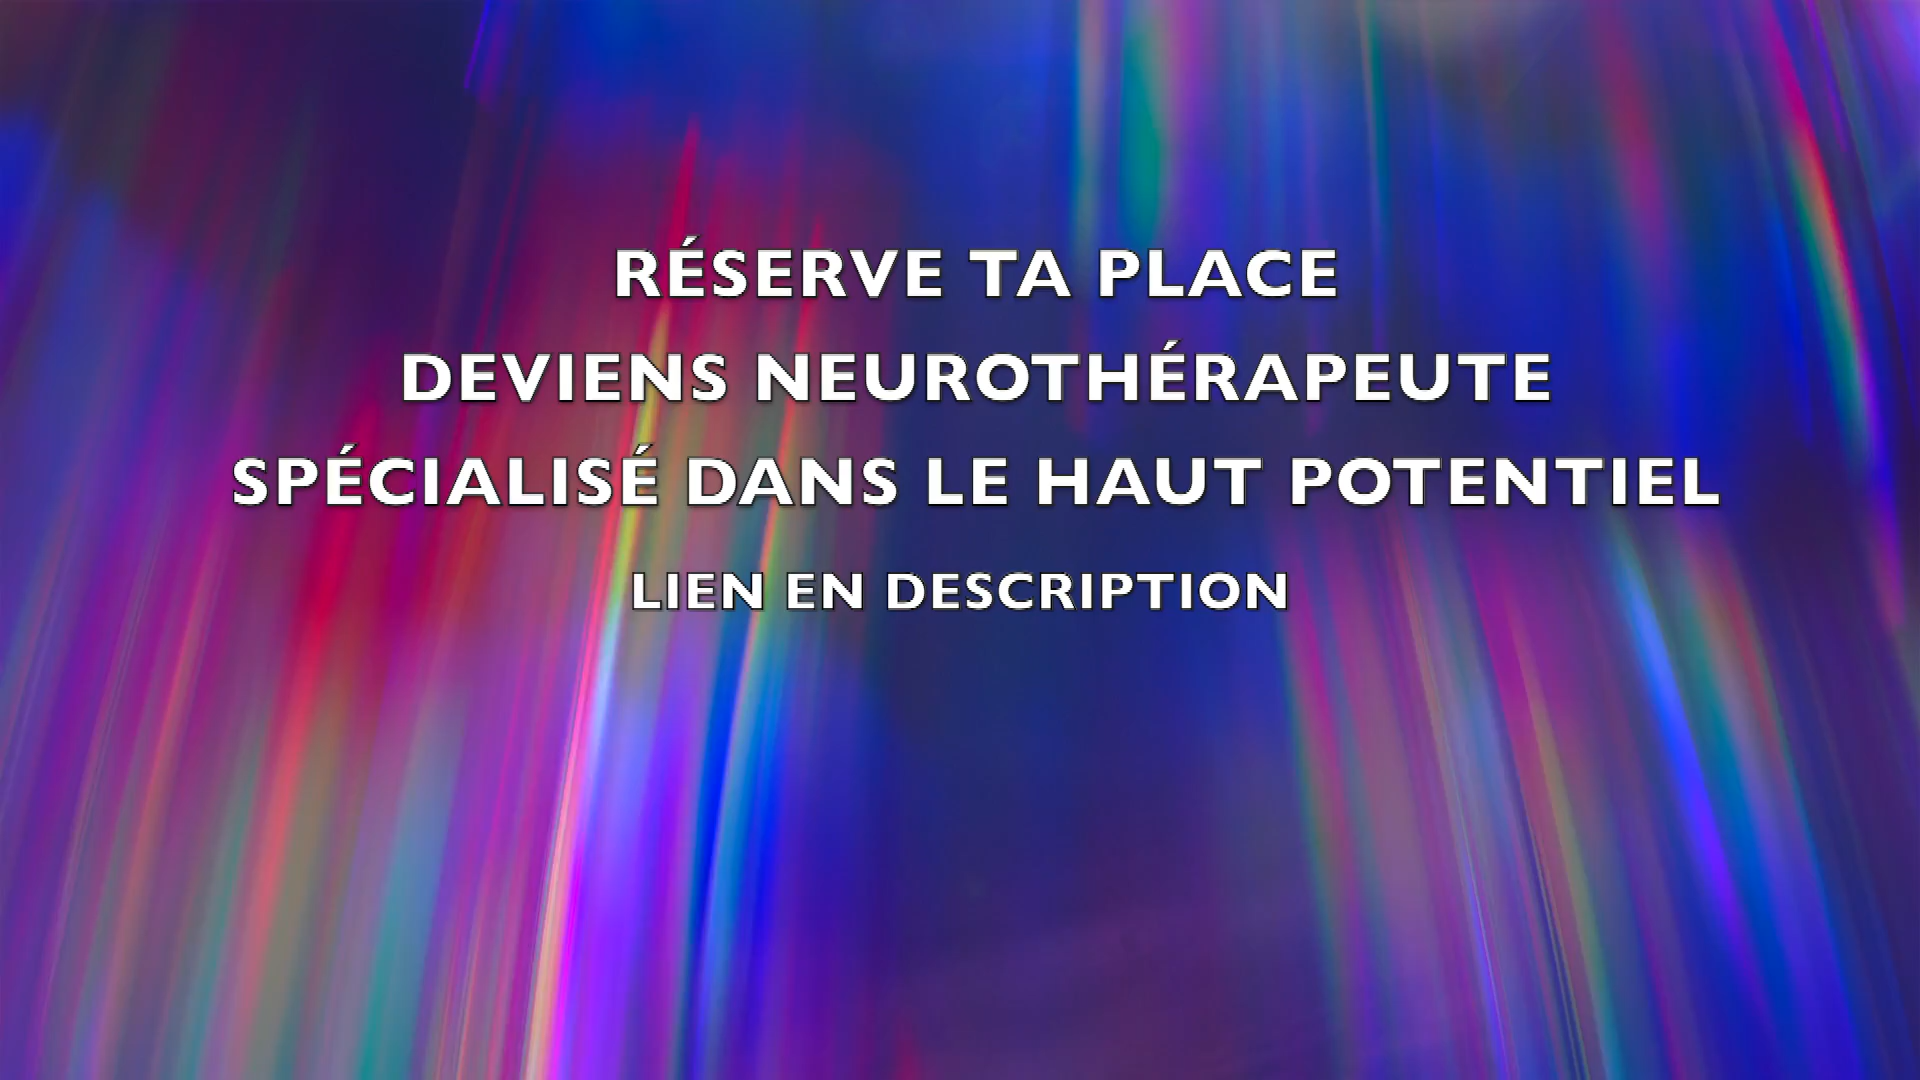 RÉSERVE TA PLACE
DEVIENS NEUROTHÉRAPEUTE
SPÉCIALISÉ DANS LE HAUT POTENTIEL
LIEN EN DESCRIPTION